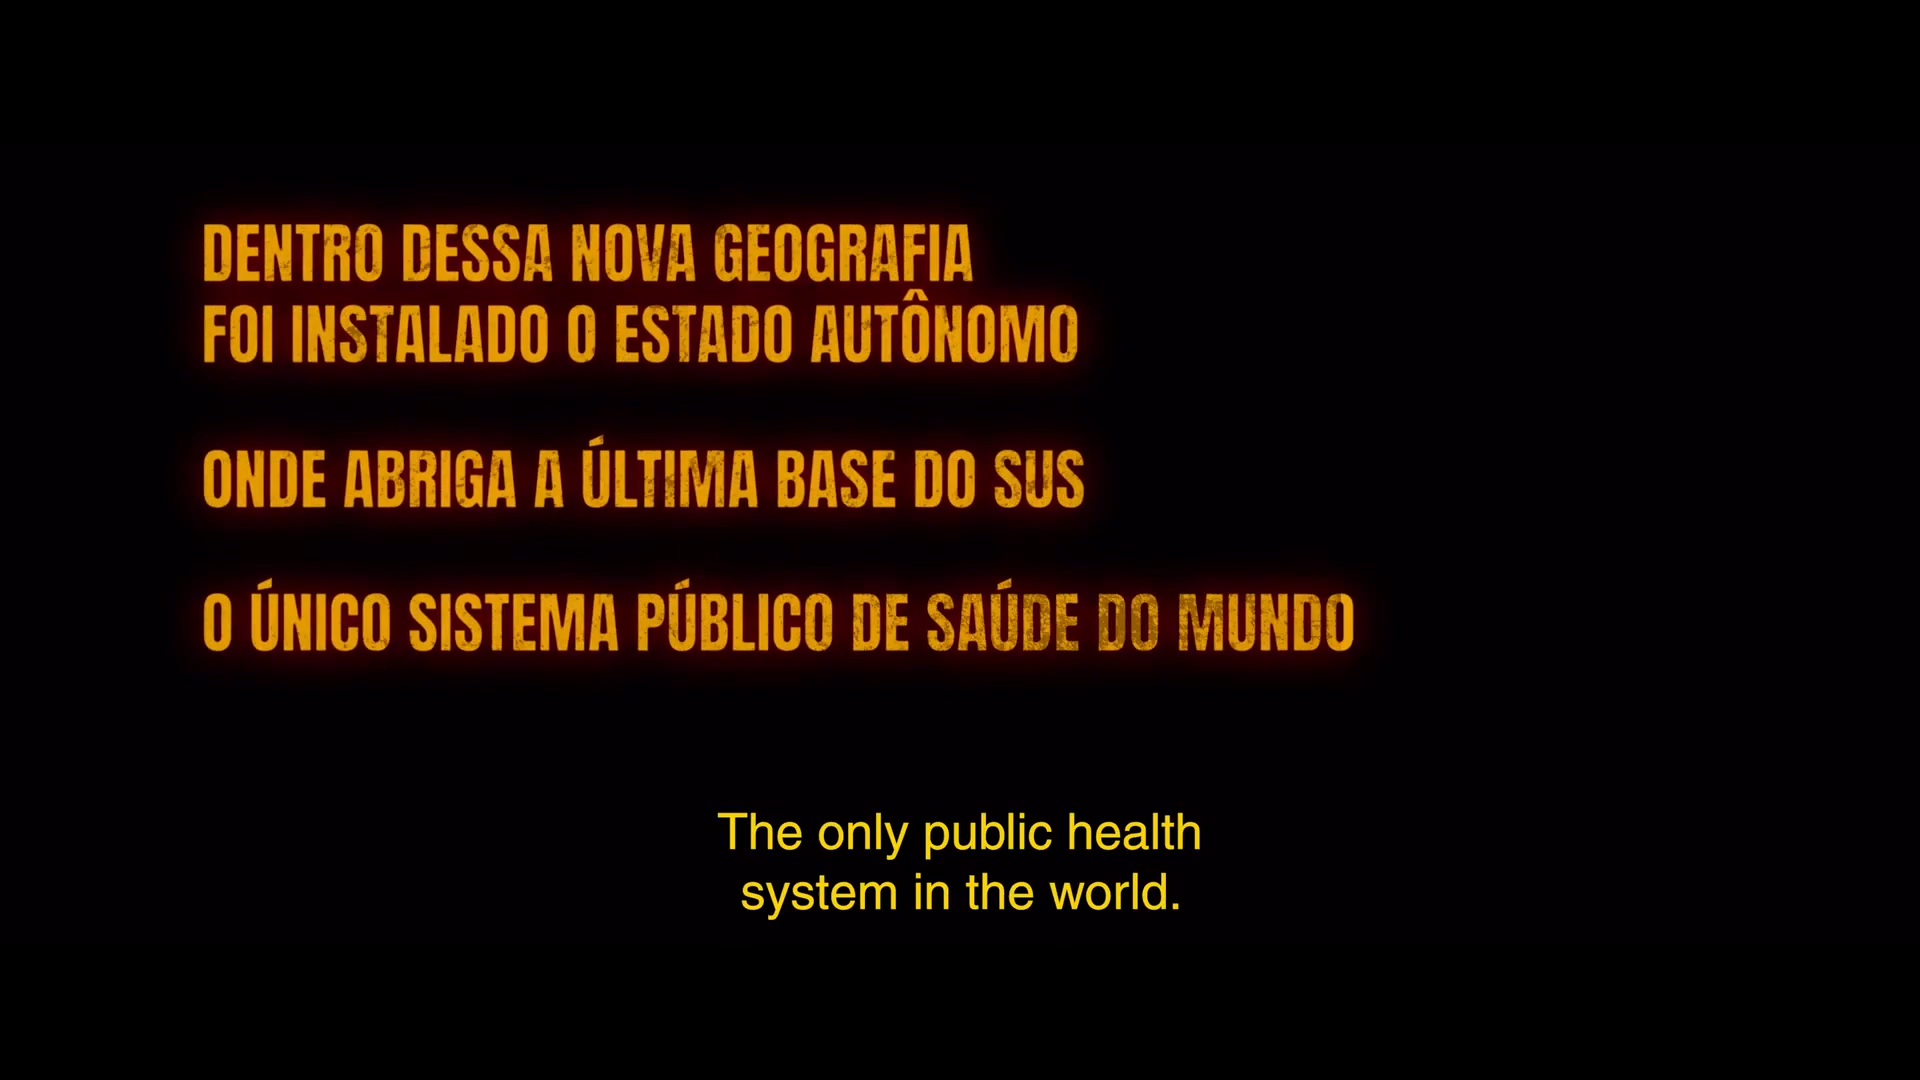 DENTRO DESSA NOVA GEOGRAFIA
FOI INSTALADO O ESTADO AUTÔNOMO
ONDE ABRIGA A ÚLTIMA BASE DO SUS
O ÚNICO SISTEMA PÚBLICO DE SAÚDE DO MUNDO
The only public health
system in the world.